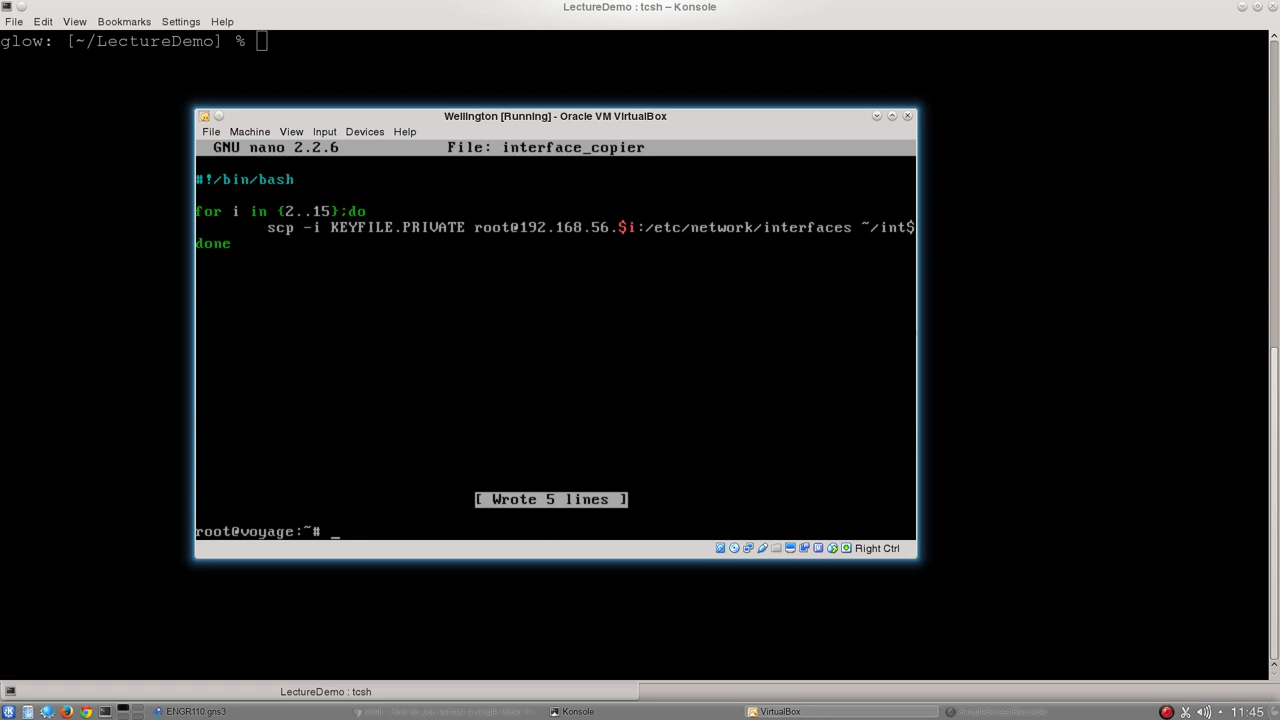 LectureDemo : tcsh – Konsole
File Edit View Bookmarks Settings Help
glow: [~/LectureDemo] %
Wellington [Running] - Oracle VM VirtualBox
File Machine View Input Devices Help
GNU nano 2.2.6 File: interface_copier
#!/bin/bash
for i in {2..15};do
scp -i KEYFILE.PRIVATE root@192.168.56.$i:/etc/network/interfaces ~/int$
done
[ Wrote 5 lines ]
root@voyage:~# _
Right Ctrl
LectureDemo : tcsh
ENGR110 gns3 Konsole VirtualBox SimpleScreenRecorder 11:45